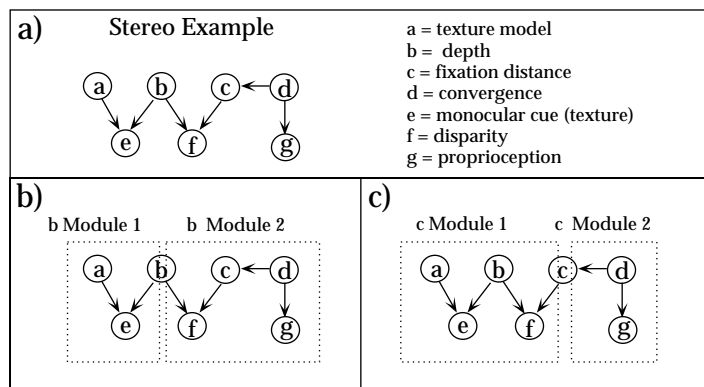 a) Stereo Example
a = texture model
b = depth
c = fixation distance
d = convergence
e = monocular cue (texture)
f = disparity
g = proprioception
a b c d
e f g
b)
b Module 1 b Module 2
a b c d
e f g
c)
c Module 1 c Module 2
a b c d
e f g